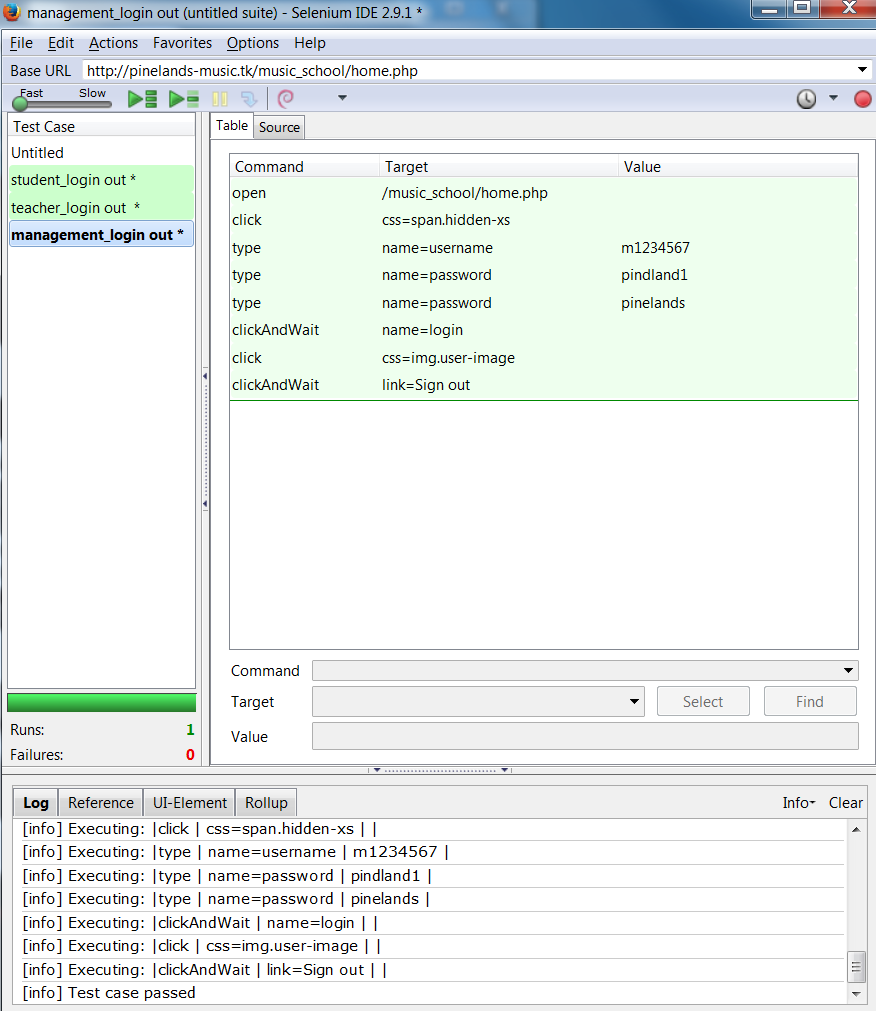 management_login out (untitled suite) - Selenium IDE 2.9.1 *
File Edit Actions Favorites Options Help
Base URL http://pinelands-music.tk/music_school/home.php
Fast Slow
Test Case
Untitled
student_login out *
teacher_login out *
management_login out *
Runs: 1
Failures: 0
Table Source
Command Target Value
open /music_school/home.php
click css=span.hidden-xs
type name=username m1234567
type name=password pindland1
type name=password pinelands
clickAndWait name=login
click css=img.user-image
clickAndWait link=Sign out
Command
Target Select Find
Value
Log Reference UI-Element Rollup Info Clear
[info] Executing: |click | css=span.hidden-xs | |
[info] Executing: |type | name=username | m1234567 |
[info] Executing: |type | name=password | pindland1 |
[info] Executing: |type | name=password | pinelands |
[info] Executing: |clickAndWait | name=login | |
[info] Executing: |click | css=img.user-image | |
[info] Executing: |clickAndWait | link=Sign out | |
[info] Test case passed